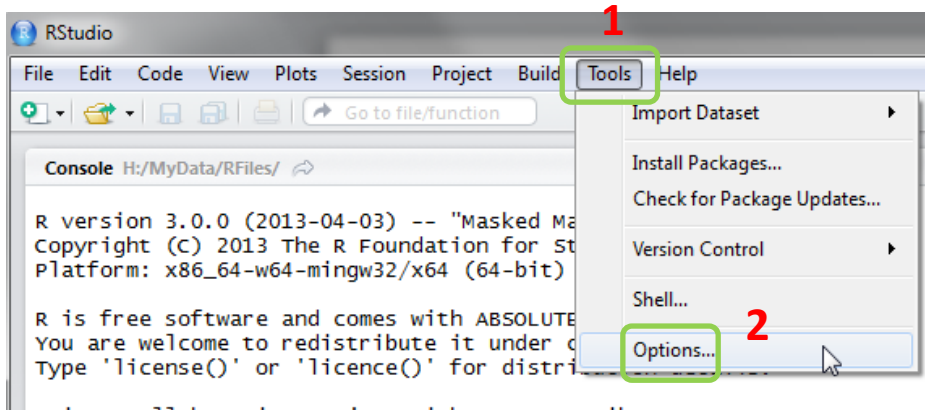 RStudio
1
File Edit Code View Plots Session Project Build Tools Help
Go to file/function
Import Dataset
Console H:/MyData/RFiles/
Install Packages...
Check for Package Updates...
R version 3.0.0 (2013-04-03) -- "Masked Ma
Copyright (C) 2013 The R Foundation for St
Platform: x86_64-w64-mingw32/x64 (64-bit)
Version Control
Shell...
2
R is free software and comes with ABSOLUTE
You are welcome to redistribute it under c
Options...
Type 'license()' or 'licence()' for distri